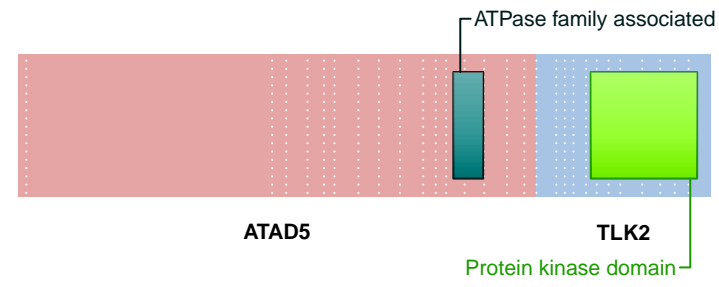 ATPase family associated
ATAD5
TLK2
Protein kinase domain